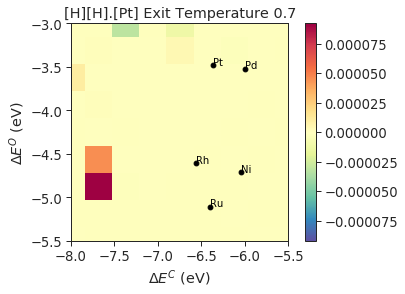 [H][H].[Pt] Exit Temperature 0.7
−3.0
−3.5
−4.0
−4.5
−5.0
−5.5
ΔE^O (eV)
Pt
Pd
Rh
Ni
Ru
−8.0 −7.5 −7.0 −6.5 −6.0 −5.5
ΔE^C (eV)
0.000075
0.000050
0.000025
0.000000
−0.000025
−0.000050
−0.000075